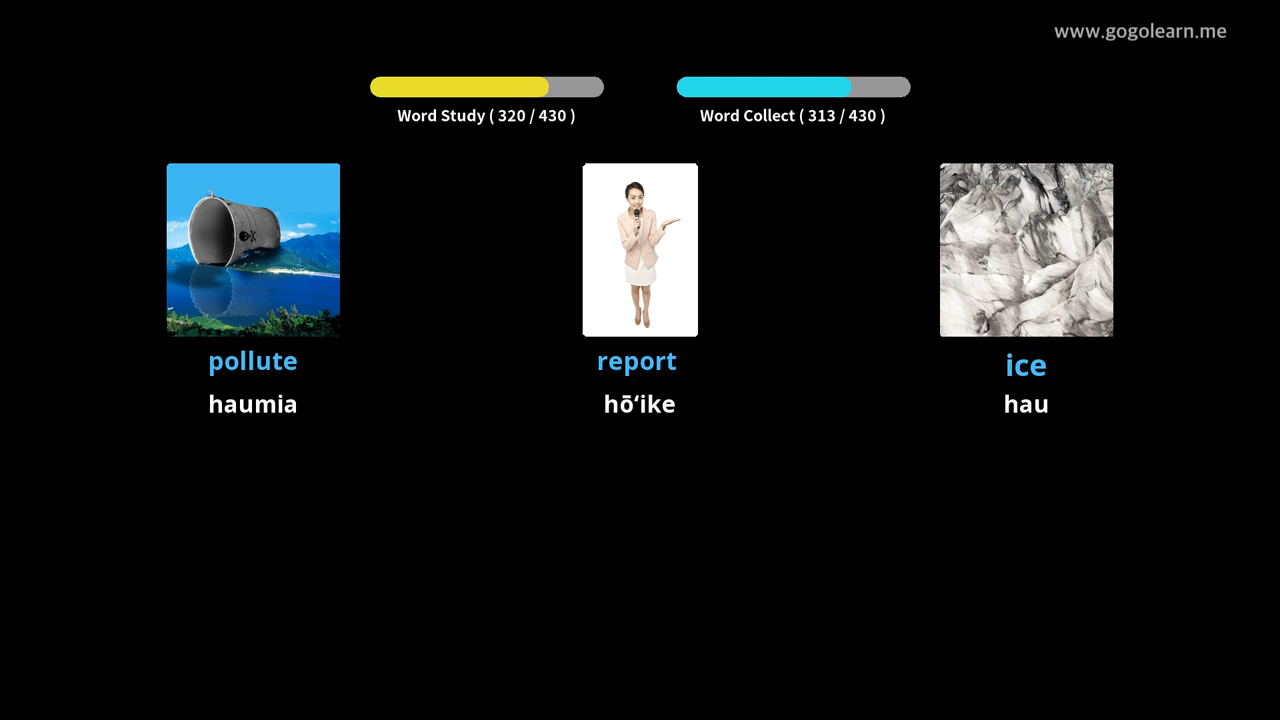 www.gogolearn.me
Word Study ( 320 / 430 )
Word Collect ( 313 / 430 )
pollute
haumia
report
hōʻike
ice
hau